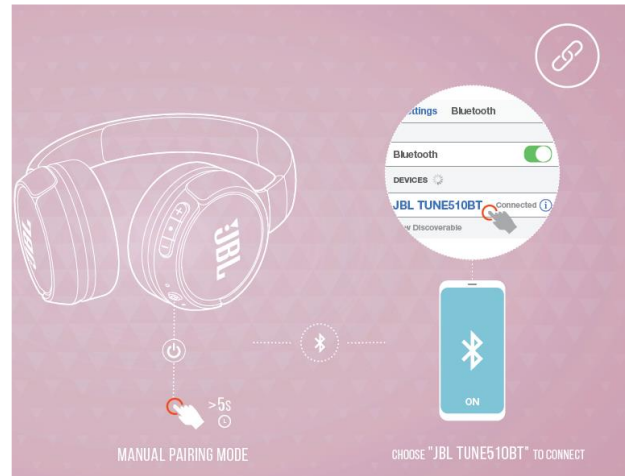 JBL
JBL
>5s
MANUAL PAIRING MODE
ttings Bluetooth
Bluetooth
DEVICES
JBL TUNE510BT Connected
w Discoverable
ON
CHOOSE "JBL TUNE510BT" TO CONNECT